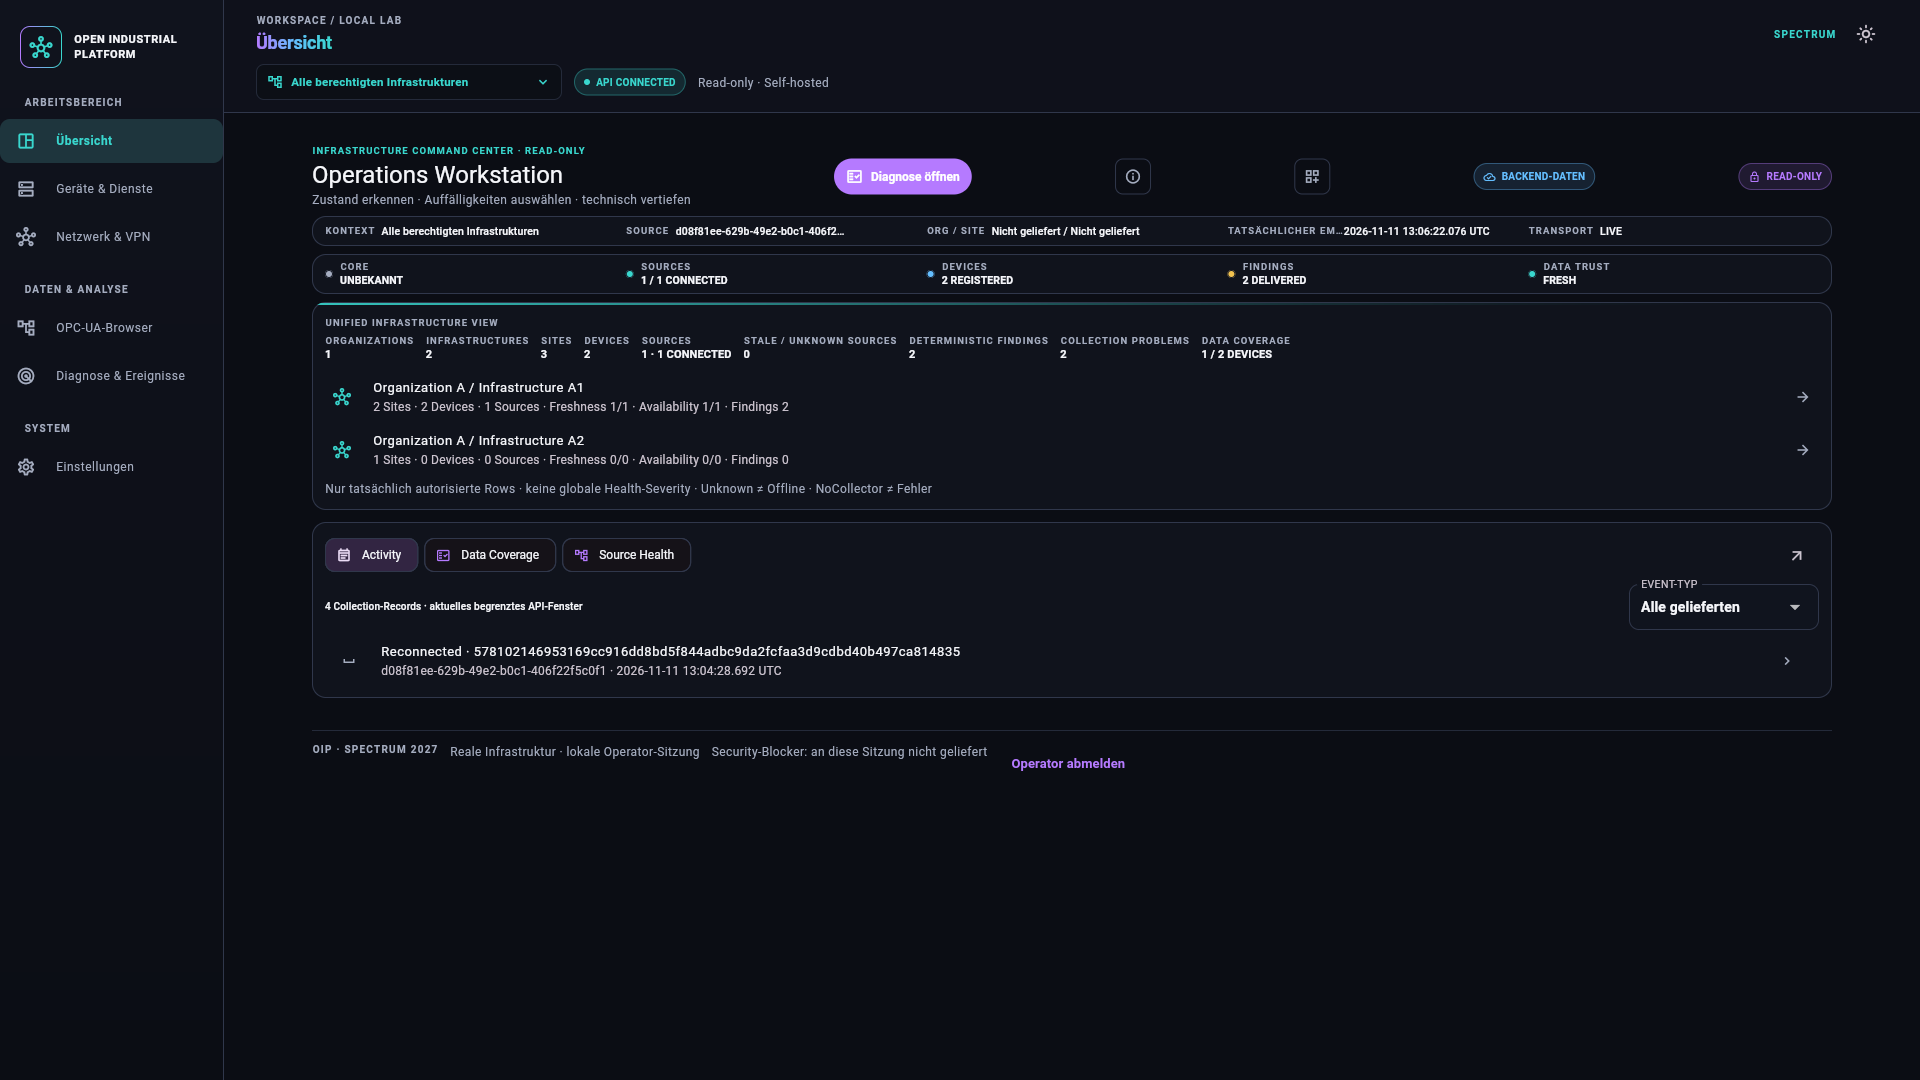 OPEN INDUSTRIAL
PLATFORM
ARBEITSBEREICH
Übersicht
Geräte & Dienste
Netzwerk & VPN
DATEN & ANALYSE
OPC-UA-Browser
Diagnose & Ereignisse
SYSTEM
Einstellungen
WORKSPACE / LOCAL LAB
Übersicht
SPECTRUM
Alle berechtigten Infrastrukturen
API CONNECTED
Read-only · Self-hosted
INFRASTRUCTURE COMMAND CENTER · READ-ONLY
Operations Workstation
Zustand erkennen · Auffälligkeiten auswählen · technisch vertiefen
Diagnose öffnen
BACKEND-DATEN
READ-ONLY
KONTEXT Alle berechtigten Infrastrukturen
SOURCE d08f81ee-629b-49e2-b0c1-406f2...
ORG / SITE Nicht geliefert / Nicht geliefert
TATSÄCHLICHER EM... 2026-11-11 13:06:22.076 UTC
TRANSPORT LIVE
CORE
UNBEKANNT
SOURCES
1 / 1 CONNECTED
DEVICES
2 REGISTERED
FINDINGS
2 DELIVERED
DATA TRUST
FRESH
UNIFIED INFRASTRUCTURE VIEW
ORGANIZATIONS
1
INFRASTRUCTURES
2
SITES
3
DEVICES
2
SOURCES
1 · 1 CONNECTED
STALE / UNKNOWN SOURCES
0
DETERMINISTIC FINDINGS
2
COLLECTION PROBLEMS
2
DATA COVERAGE
1 / 2 DEVICES
Organization A / Infrastructure A1
2 Sites · 2 Devices · 1 Sources · Freshness 1/1 · Availability 1/1 · Findings 2
Organization A / Infrastructure A2
1 Sites · 0 Devices · 0 Sources · Freshness 0/0 · Availability 0/0 · Findings 0
Nur tatsächlich autorisierte Rows · keine globale Health-Severity · Unknown ≠ Offline · NoCollector ≠ Fehler
Activity
Data Coverage
Source Health
EVENT-TYP
Alle gelieferten
4 Collection-Records · aktuelles begrenztes API-Fenster
Reconnected · 578102146953169cc916dd8bd5f844adbc9da2fcfaa3d9cdbd40b497ca814835
d08f81ee-629b-49e2-b0c1-406f22f5c0f1 · 2026-11-11 13:04:28.692 UTC
OIP · SPECTRUM 2027
Reale Infrastruktur · lokale Operator-Sitzung
Security-Blocker: an diese Sitzung nicht geliefert
Operator abmelden